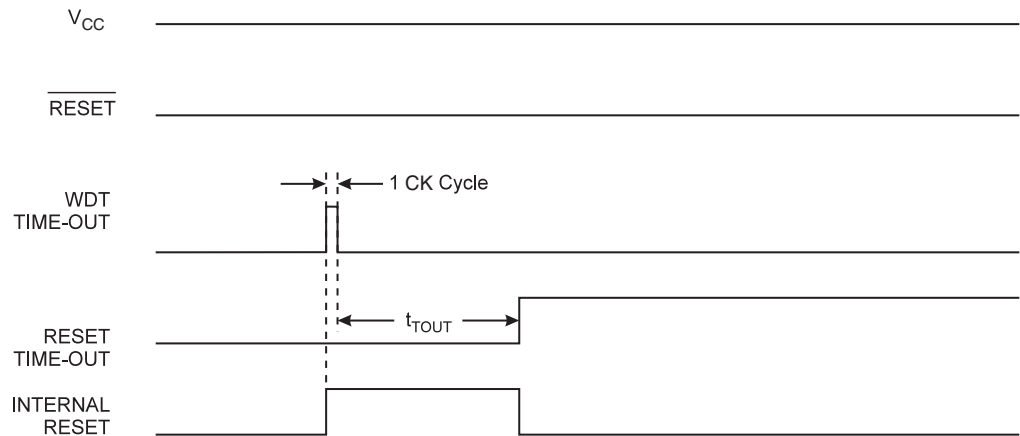 VCC
RESET
WDT
TIME-OUT
1 CK Cycle
tTOUT
RESET
TIME-OUT
INTERNAL
RESET